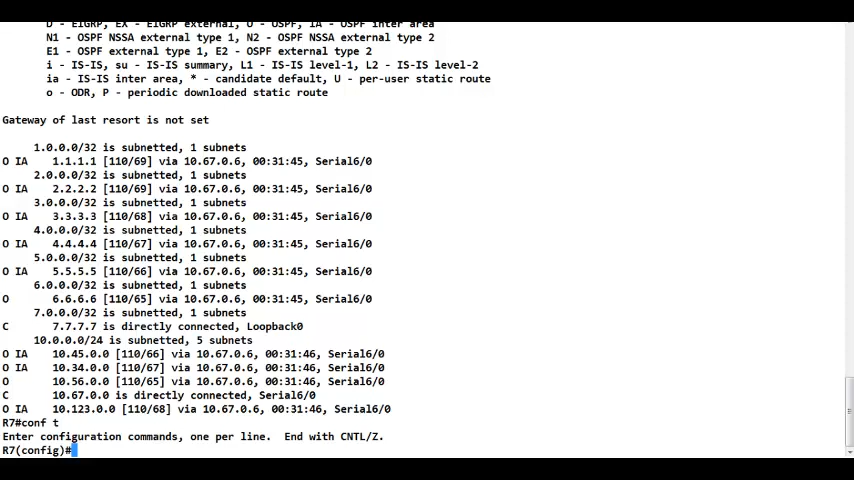 D - EIGRP, EX - EIGRP external, O - OSPF, IA - OSPF inter area
N1 - OSPF NSSA external type 1, N2 - OSPF NSSA external type 2
E1 - OSPF external type 1, E2 - OSPF external type 2
i - IS-IS, su - IS-IS summary, L1 - IS-IS level-1, L2 - IS-IS level-2
ia - IS-IS inter area, * - candidate default, U - per-user static route
o - ODR, P - periodic downloaded static route
Gateway of last resort is not set
1.0.0.0/32 is subnetted, 1 subnets
O IA 1.1.1.1 [110/69] via 10.67.0.6, 00:31:45, Serial6/0
2.0.0.0/32 is subnetted, 1 subnets
O IA 2.2.2.2 [110/69] via 10.67.0.6, 00:31:45, Serial6/0
3.0.0.0/32 is subnetted, 1 subnets
O IA 3.3.3.3 [110/68] via 10.67.0.6, 00:31:45, Serial6/0
4.0.0.0/32 is subnetted, 1 subnets
O IA 4.4.4.4 [110/67] via 10.67.0.6, 00:31:45, Serial6/0
5.0.0.0/32 is subnetted, 1 subnets
O IA 5.5.5.5 [110/66] via 10.67.0.6, 00:31:45, Serial6/0
6.0.0.0/32 is subnetted, 1 subnets
O 6.6.6.6 [110/65] via 10.67.0.6, 00:31:45, Serial6/0
7.0.0.0/32 is subnetted, 1 subnets
C 7.7.7.7 is directly connected, Loopback0
10.0.0.0/24 is subnetted, 5 subnets
O IA 10.45.0.0 [110/66] via 10.67.0.6, 00:31:46, Serial6/0
O IA 10.34.0.0 [110/67] via 10.67.0.6, 00:31:46, Serial6/0
O 10.56.0.0 [110/65] via 10.67.0.6, 00:31:46, Serial6/0
C 10.67.0.0 is directly connected, Serial6/0
O IA 10.123.0.0 [110/68] via 10.67.0.6, 00:31:46, Serial6/0
R7#conf t
Enter configuration commands, one per line. End with CNTL/Z.
R7(config)#